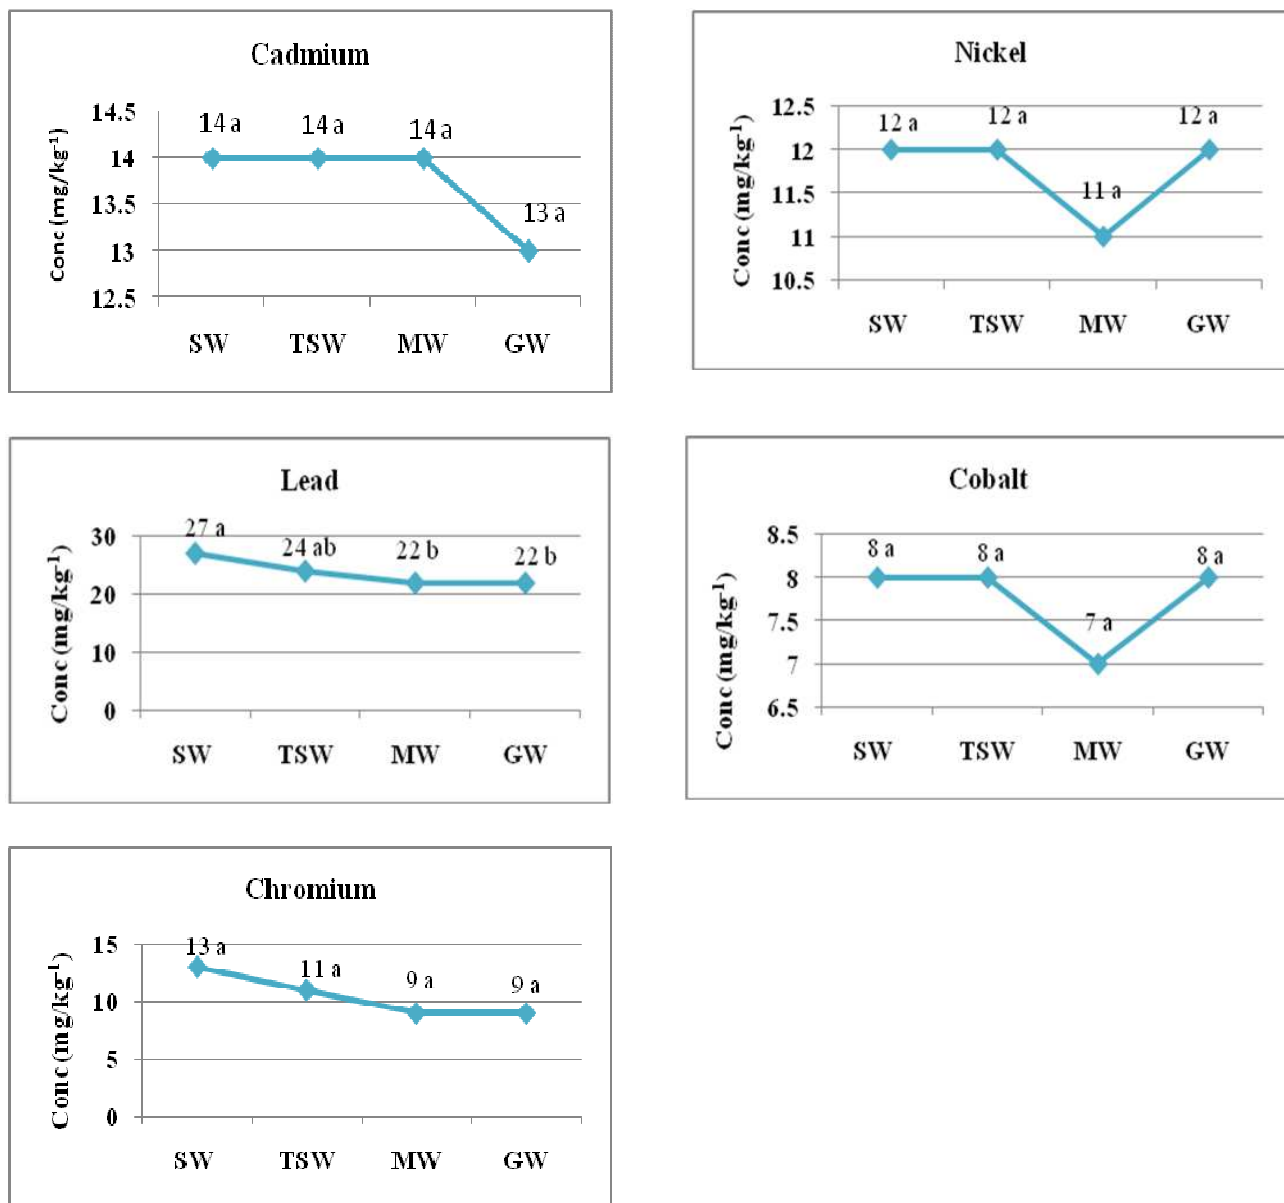 Cadmium
Conc (mg/kg⁻¹)
14.5
14
13.5
13
12.5
14 a
14 a
14 a
13 a
SW
TSW
MW
GW
Nickel
Conc (mg/kg⁻¹)
12.5
12
11.5
11
10.5
12 a
12 a
11 a
12 a
SW
TSW
MW
GW
Lead
Conc (mg/kg⁻¹)
30
20
10
0
27 a
24 ab
22 b
22 b
SW
TSW
MW
GW
Cobalt
Conc (mg/kg⁻¹)
8.5
8
7.5
7
6.5
8 a
8 a
7 a
8 a
SW
TSW
MW
GW
Chromium
Conc (mg/kg⁻¹)
15
10
5
0
13 a
11 a
9 a
9 a
SW
TSW
MW
GW